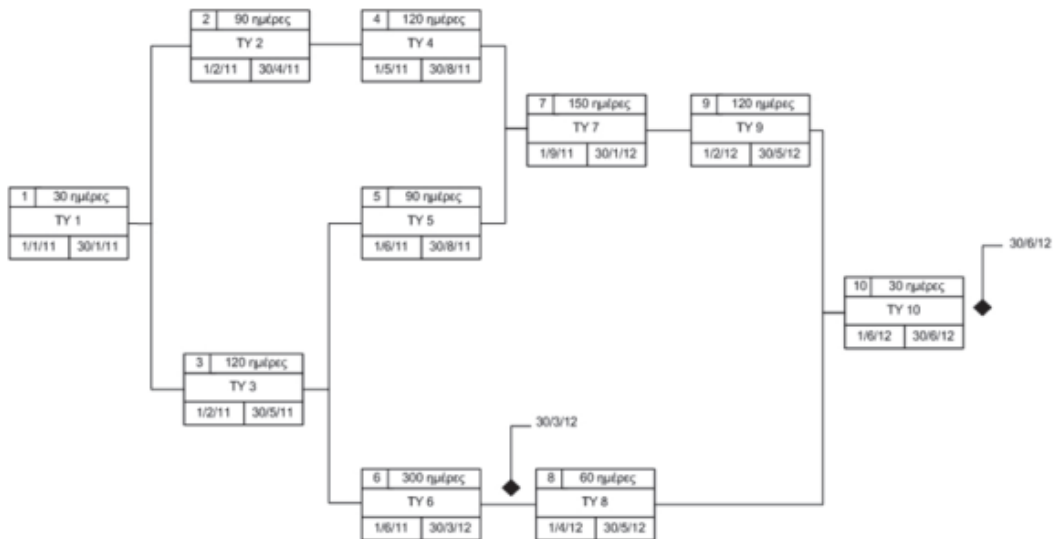 2 90 ημέρες
ΤΥ 2
1/2/11 30/4/11
4 120 ημέρες
ΤΥ 4
1/5/11 30/8/11
7 150 ημέρες
ΤΥ 7
1/9/11 30/1/12
9 120 ημέρες
ΤΥ 9
1/2/12 30/5/12
1 30 ημέρες
ΤΥ 1
1/1/11 30/1/11
5 90 ημέρες
ΤΥ 5
1/6/11 30/8/11
30/6/12
10 30 ημέρες
ΤΥ 10
1/6/12 30/6/12
3 120 ημέρες
ΤΥ 3
1/2/11 30/5/11
30/3/12
6 300 ημέρες
ΤΥ 6
1/6/11 30/3/12
8 60 ημέρες
ΤΥ 8
1/4/12 30/5/12